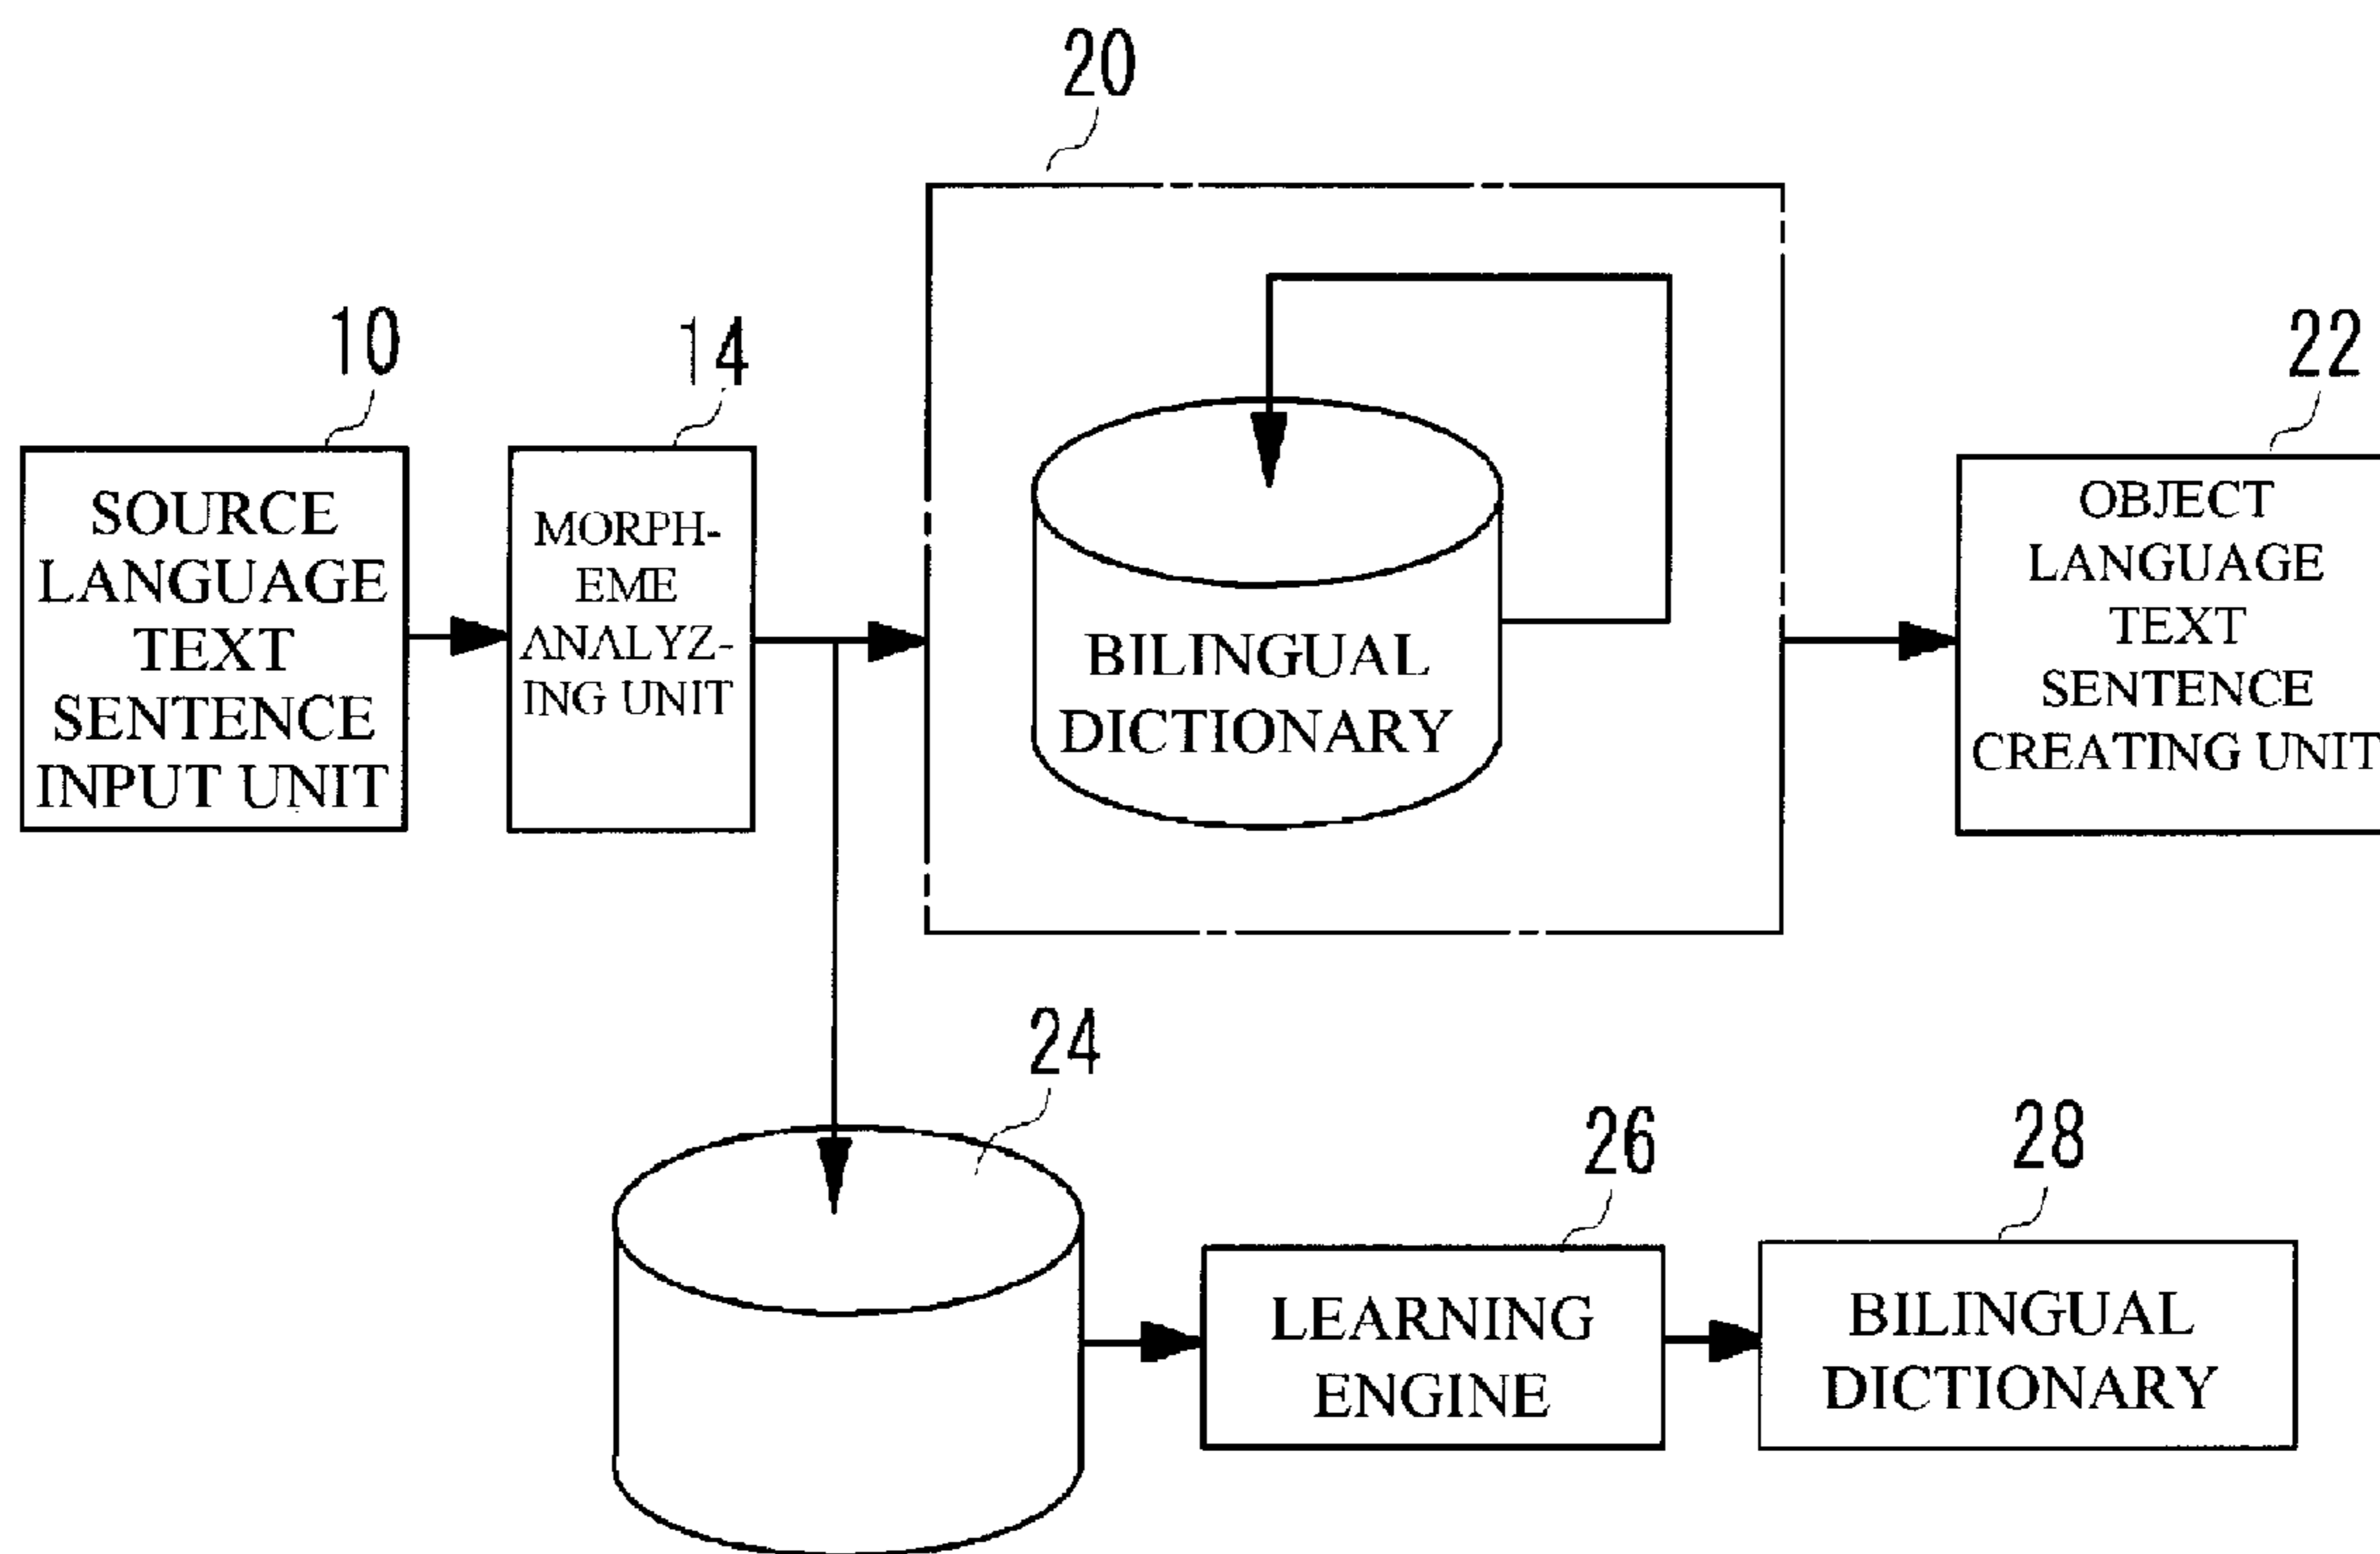 20
10
SOURCE
LANGUAGE
TEXT
SENTENCE
INPUT UNIT
14
MORPH-
EME
ANALYZ-
ING UNIT
BILINGUAL
DICTIONARY
22
OBJECT
LANGUAGE
TEXT
SENTENCE
CREATING UNIT
24
26
LEARNING
ENGINE
28
BILINGUAL
DICTIONARY